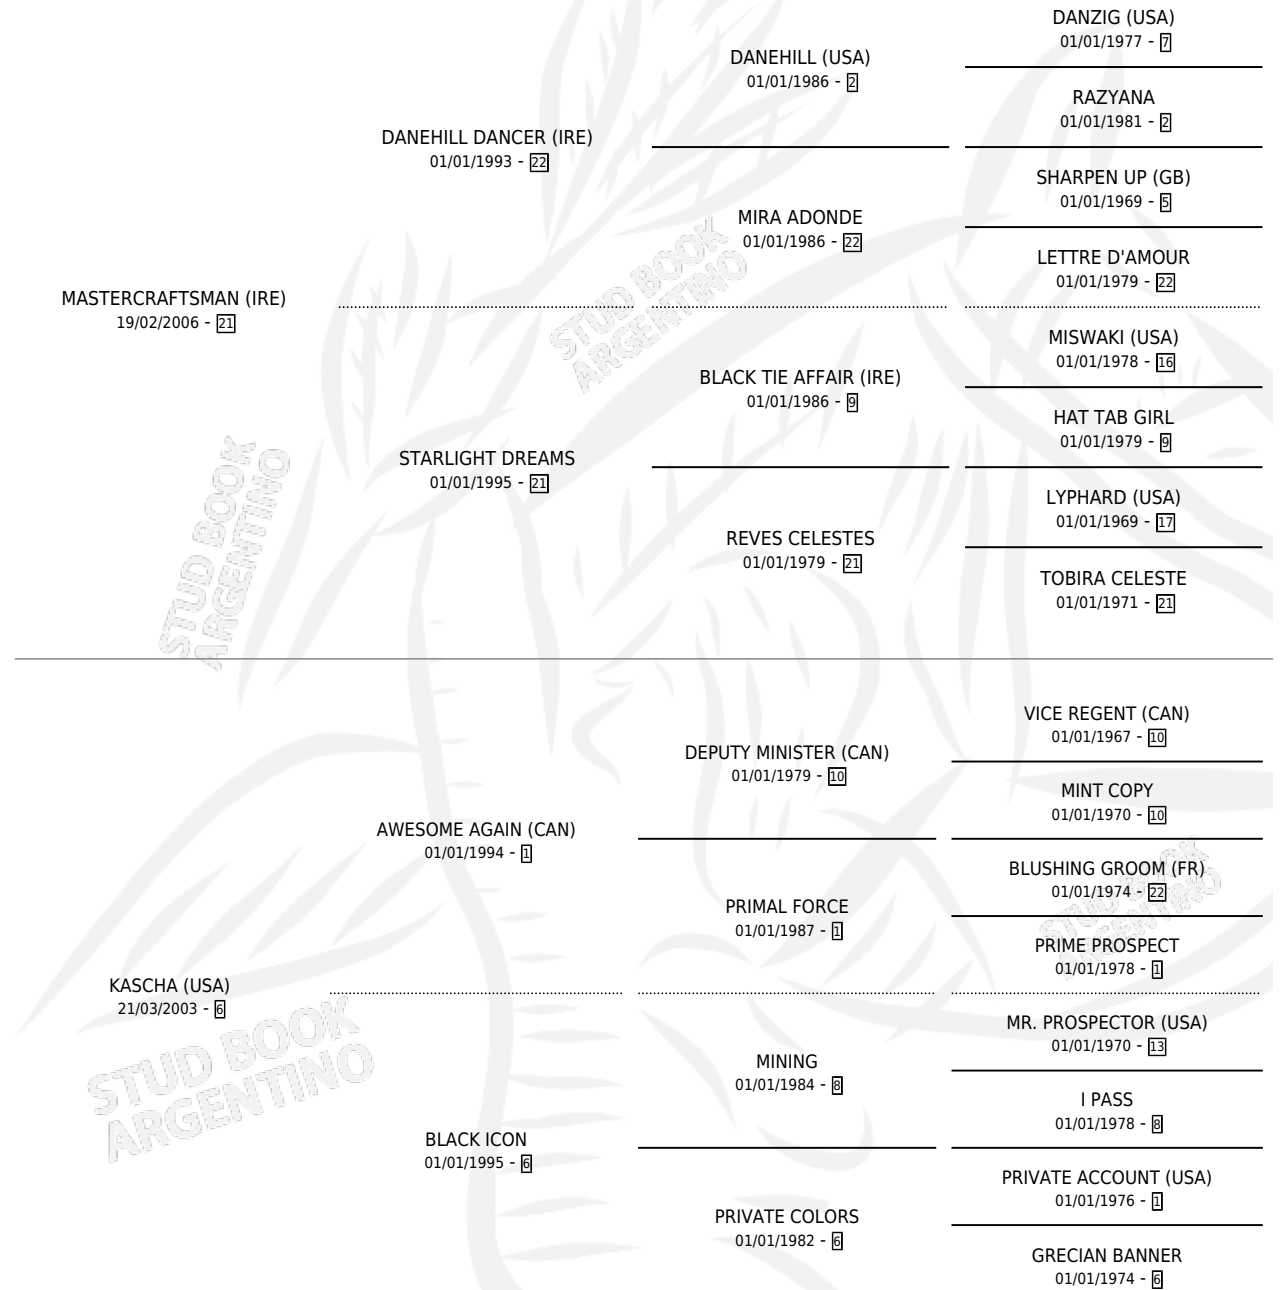 DANZIG (USA)
01/01/1977 - 7
DANEHILL (USA)
01/01/1986 - 2
RAZYANA
01/01/1981 - 2
DANEHILL DANCER (IRE)
01/01/1993 - 22
SHARPEN UP (GB)
01/01/1969 - 5
MIRA ADONDE
01/01/1986 - 22
LETTRE D'AMOUR
01/01/1979 - 22
MASTERCRAFTSMAN (IRE)
19/02/2006 - 21
STUD BOOK
ARGENTINO
MISWAKI (USA)
01/01/1978 - 16
BLACK TIE AFFAIR (IRE)
01/01/1986 - 9
HAT TAB GIRL
01/01/1979 - 9
STARLIGHT DREAMS
01/01/1995 - 21
LYPHARD (USA)
01/01/1969 - 17
REVES CELESTES
01/01/1979 - 21
TOBIRA CELESTE
01/01/1971 - 21
STUD BOOK
ARGENTINO
VICE REGENT (CAN)
01/01/1967 - 10
DEPUTY MINISTER (CAN)
01/01/1979 - 10
MINT COPY
01/01/1970 - 10
AWESOME AGAIN (CAN)
01/01/1994 - 1
BLUSHING GROOM (FR)
01/01/1974 - 22
PRIMAL FORCE
01/01/1987 - 1
PRIME PROSPECT
01/01/1978 - 1
STUD BOOK
ARGENTINO
KASCHA (USA)
21/03/2003 - 6
MR. PROSPECTOR (USA)
01/01/1970 - 13
MINING
01/01/1984 - 8
I PASS
01/01/1978 - 8
BLACK ICON
01/01/1995 - 6
PRIVATE ACCOUNT (USA)
01/01/1976 - 1
PRIVATE COLORS
01/01/1982 - 6
GRECIAN BANNER
01/01/1974 - 6
STUD BOOK
ARGENTINO